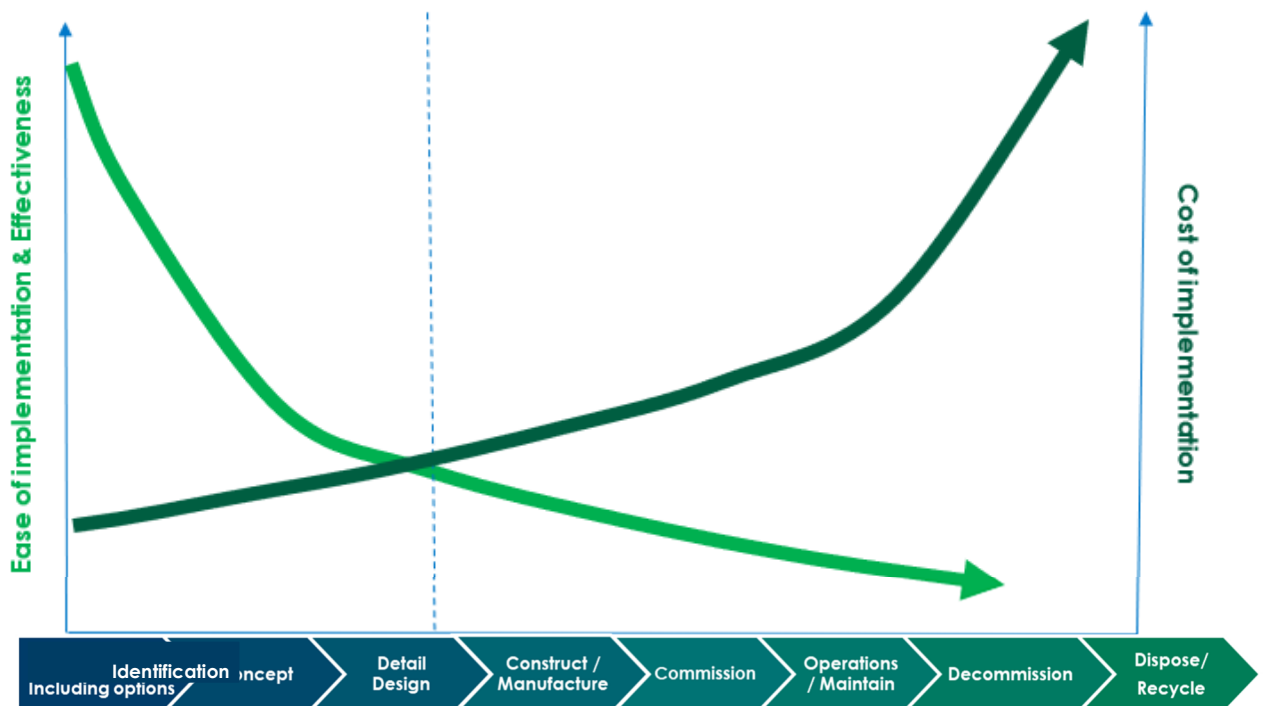 Ease of implementation & Effectiveness
Cost of implementation
Identification
Including options
oncept
Detail
Design
Construct /
Manufacture
Commission
Operations
/ Maintain
Decommission
Dispose/
Recycle